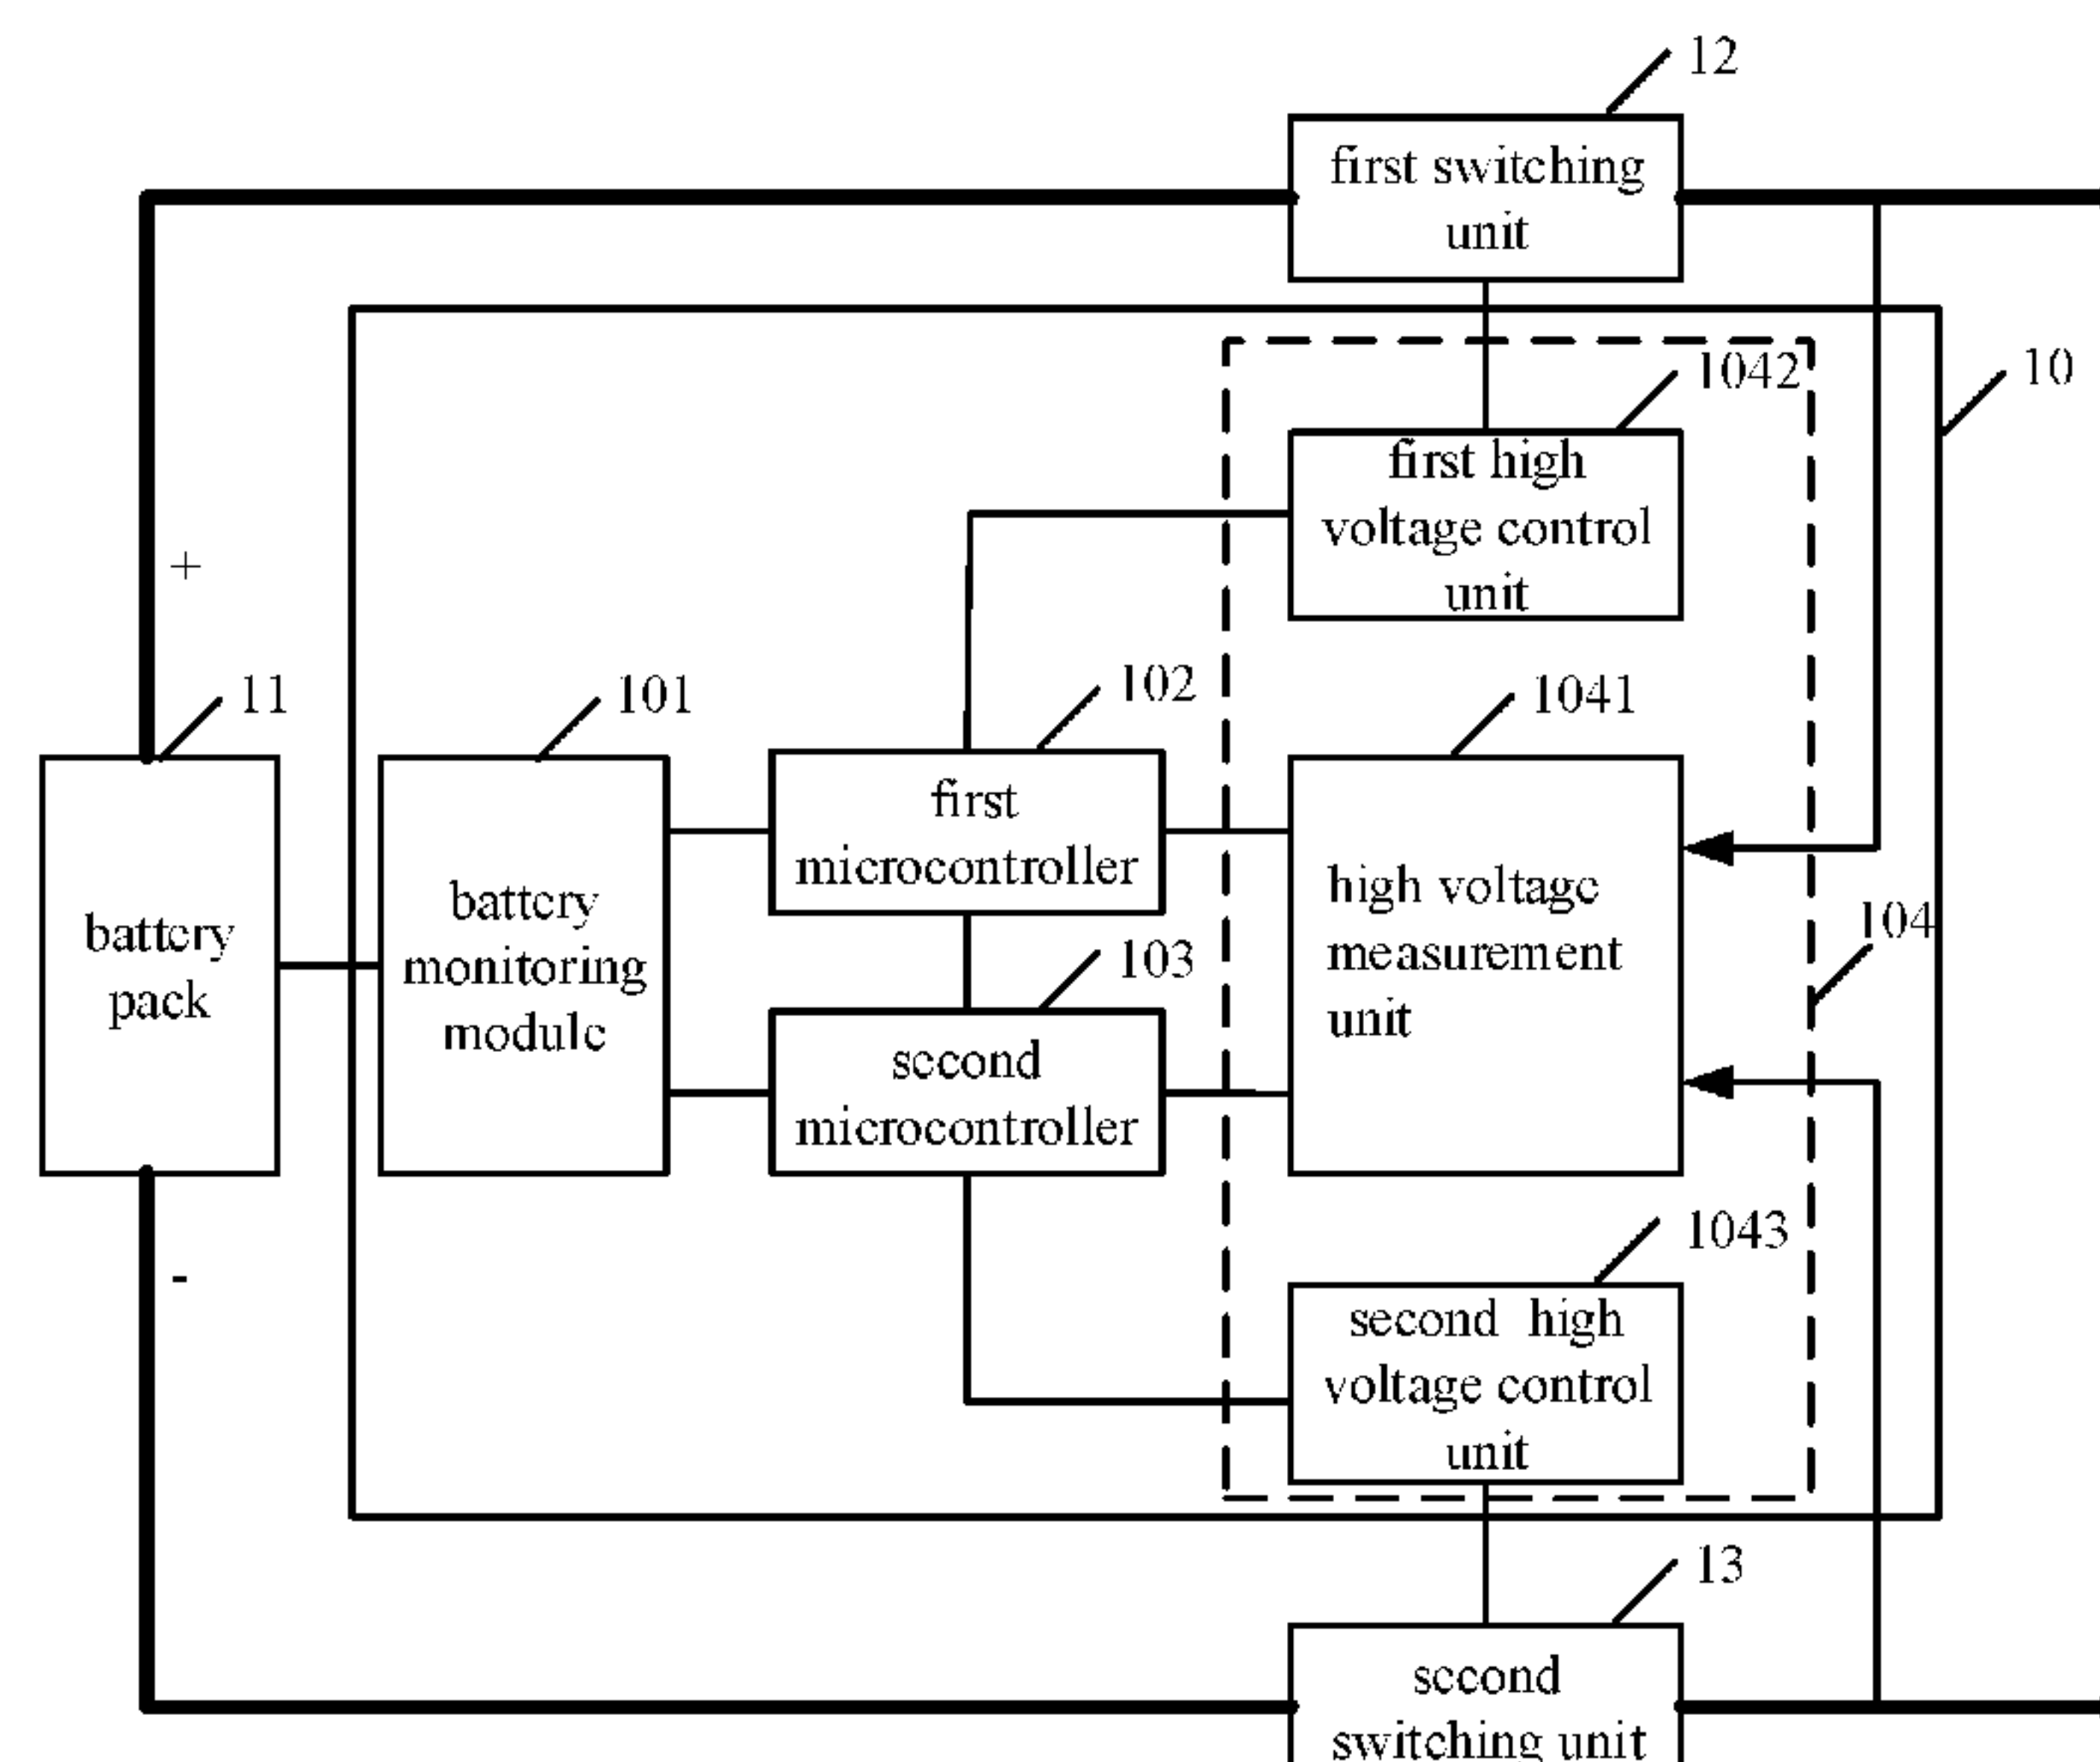 12
first switching
unit
1042
10
first high
voltage control
unit
+
11
101
102
1041
battery
pack
battery
monitoring
module
first
microcontroller
high voltage
measurement
unit
104
103
second
microcontroller
1043
-
second high
voltage control
unit
13
second
switching unit